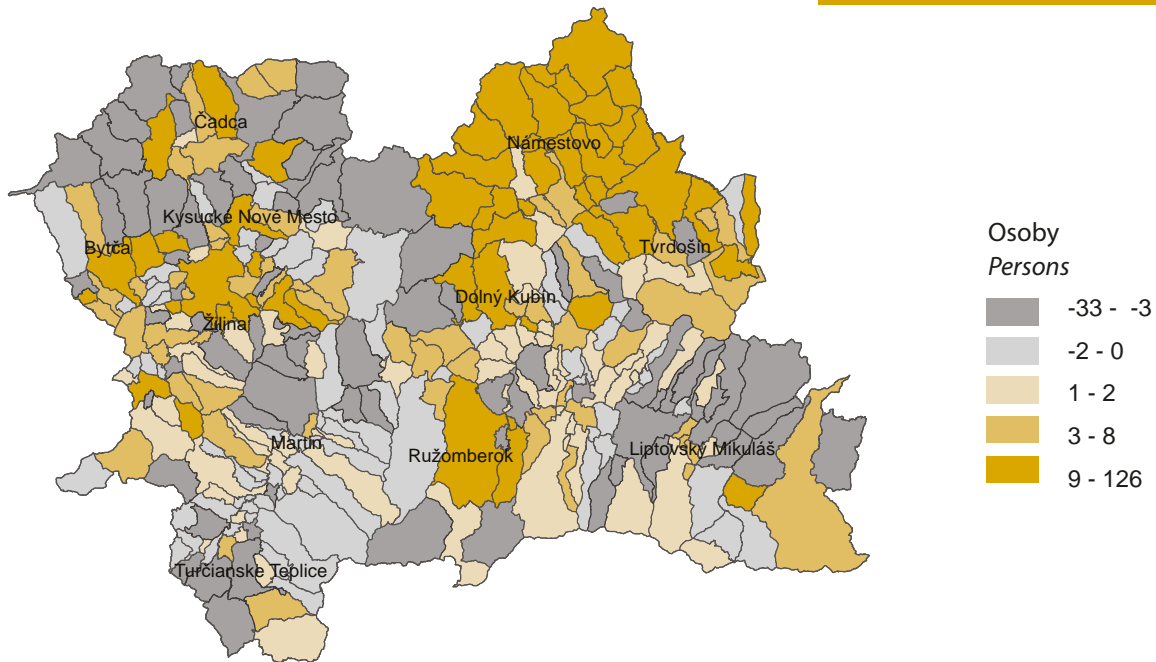 Čadca
Námestovo
Kysucké Nové Mesto
Bytča
Tvrdošín
Dolný Kubín
Žilina
Martin
Ružomberok
Liptovský Mikuláš
Turčianske Teplice
Osoby
Persons
-33 - -3
-2 - 0
1 - 2
3 - 8
9 - 126